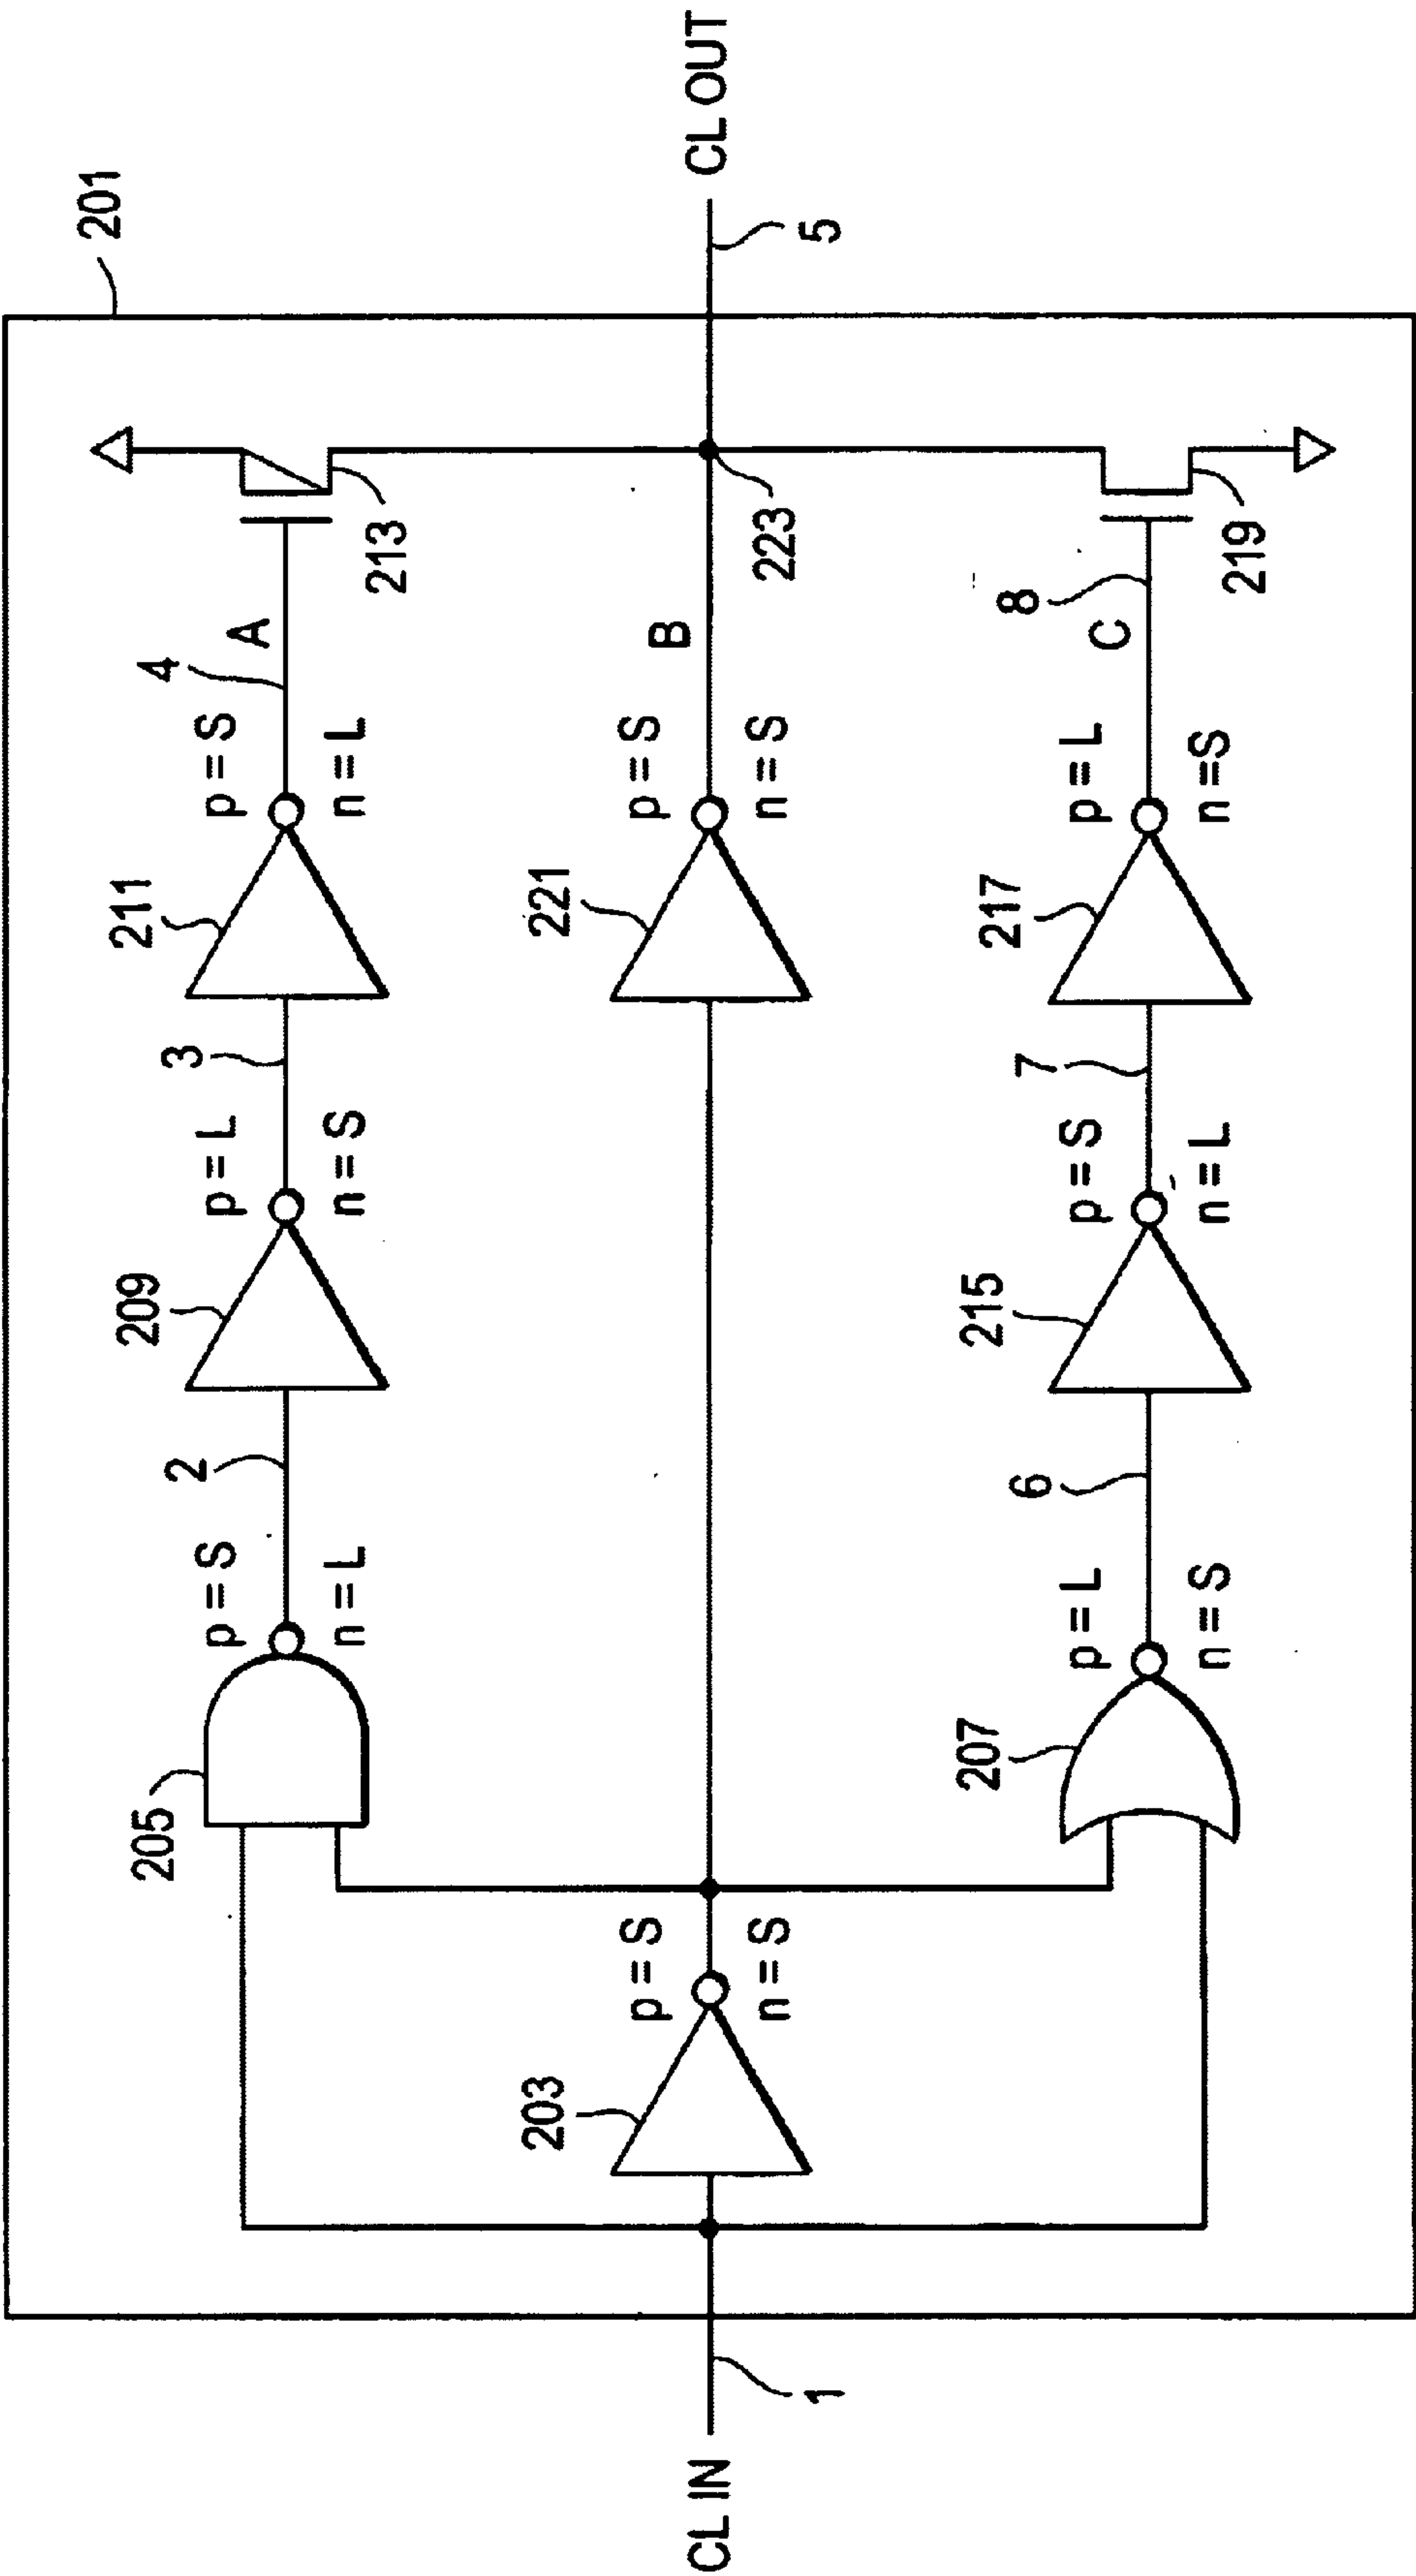 201
205
p = S
n = L
2
209
p = L
n = S
3
211
p = S
n = L
4
A
213
CL IN
1
203
p = S
n = S
221
p = S
n = S
B
223
5
CL OUT
207
p = L
n = S
6
215
p = S
n = L
7
217
p = L
n =S
8
C
219